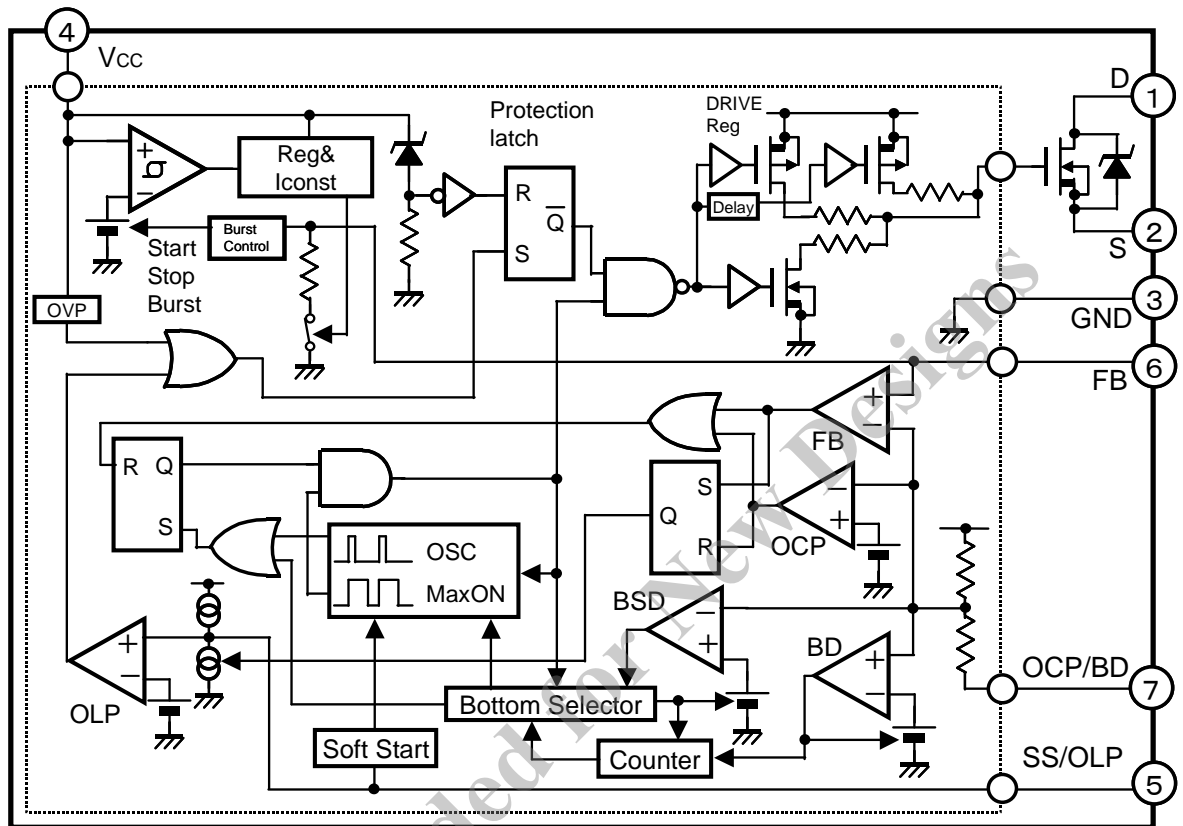 4
VCC
D
1
Protection
latch
DRIVE
Reg
+
−
Reg&
Iconst
R
Q
S
Delay
Burst
Control
Start
Stop
Burst
2
S
OVP
3
GND
6
FB
+
−
FB
R
Q
S
S
Q
R
−
+
OCP
OSC
MaxON
BSD
−
+
BD
+
−
+
−
OLP
OCP/BD
7
Bottom Selector
Soft Start
Counter
SS/OLP
5
ded for New Designs